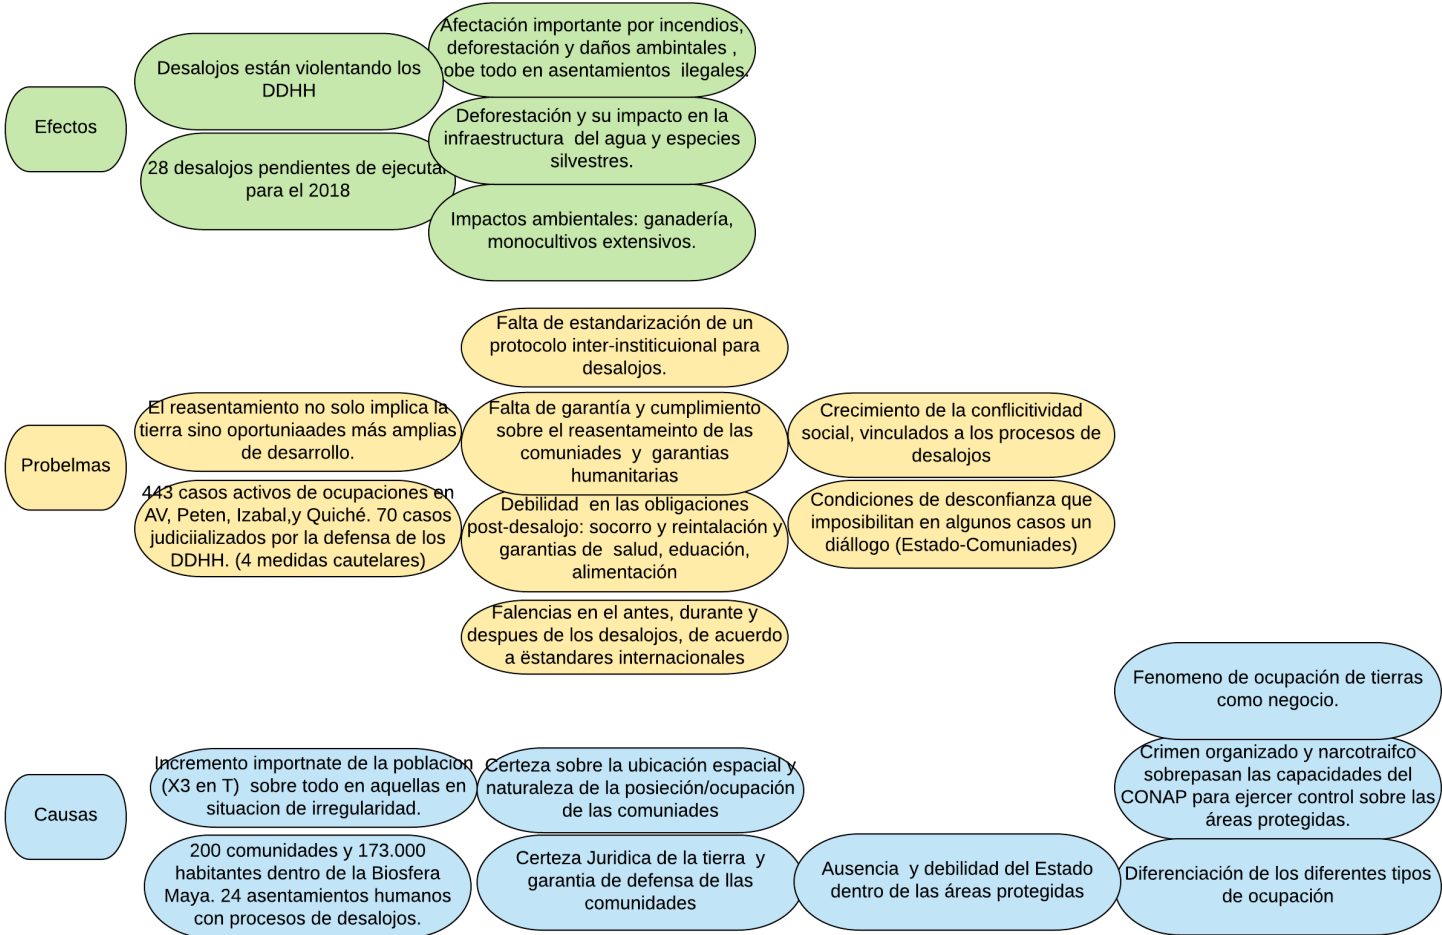 Efectos
Desalojos están violentando los
DDHH
28 desalojos pendientes de ejecutar
para el 2018
Afectación importante por incendios,
deforestación y daños ambintales ,
obe todo en asentamientos  ilegales.
Deforestación y su impacto en la
infraestructura  del agua y especies
silvestres.
Impactos ambientales: ganadería,
monocultivos extensivos.
Probelmas
El reasentamiento no solo implica la
tierra sino oportuniaades más amplias
de desarrollo.
443 casos activos de ocupaciones en
AV, Peten, Izabal,y Quiché. 70 casos
judiciializados por la defensa de los
DDHH. (4 medidas cautelares)
Falta de estandarización de un
protocolo inter-institicuional para
desalojos.
Falta de garantía y cumplimiento
sobre el reasentameinto de las
comuniades  y  garantias
humanitarias
Debilidad  en las obligaciones
post-desalojo: socorro y reintalación y
garantias de  salud, eduación,
alimentación
Falencias en el antes, durante y
despues de los desalojos, de acuerdo
a ëstandares internacionales
Crecimiento de la conflicitividad
social, vinculados a los procesos de
desalojos
Condiciones de desconfianza que
imposibilitan en algunos casos un
diállogo (Estado-Comuniades)
Causas
Incremento importnate de la poblacion
(X3 en T)  sobre todo en aquellas en
situacion de irregularidad.
200 comunidades y 173.000
habitantes dentro de la Biosfera
Maya. 24 asentamientos humanos
con procesos de desalojos.
Certeza sobre la ubicación espacial y
naturaleza de la posieción/ocupación
de las comuniades
Certeza Juridica de la tierra  y
garantia de defensa de llas
comunidades
Ausencia  y debilidad del Estado
dentro de las áreas protegidas
Fenomeno de ocupación de tierras
como negocio.
Crimen organizado y narcotraifco
sobrepasan las capacidades del
CONAP para ejercer control sobre las
áreas protegidas.
Diferenciación de los diferentes tipos
de ocupación